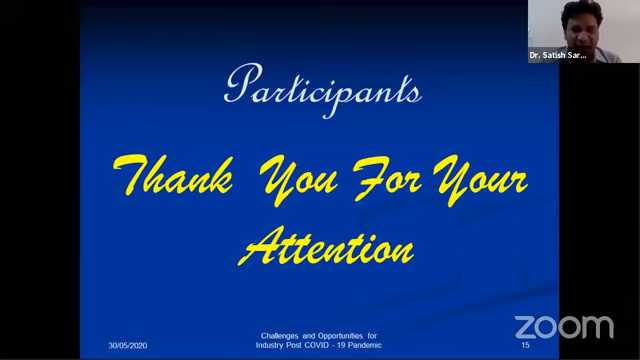 Dr. Satish Sar...
Participants
Thank You For Your
Attention
30/05/2020
Challenges and Opportunities for
Industry Post COVID - 19 Pandemic
15
zoom